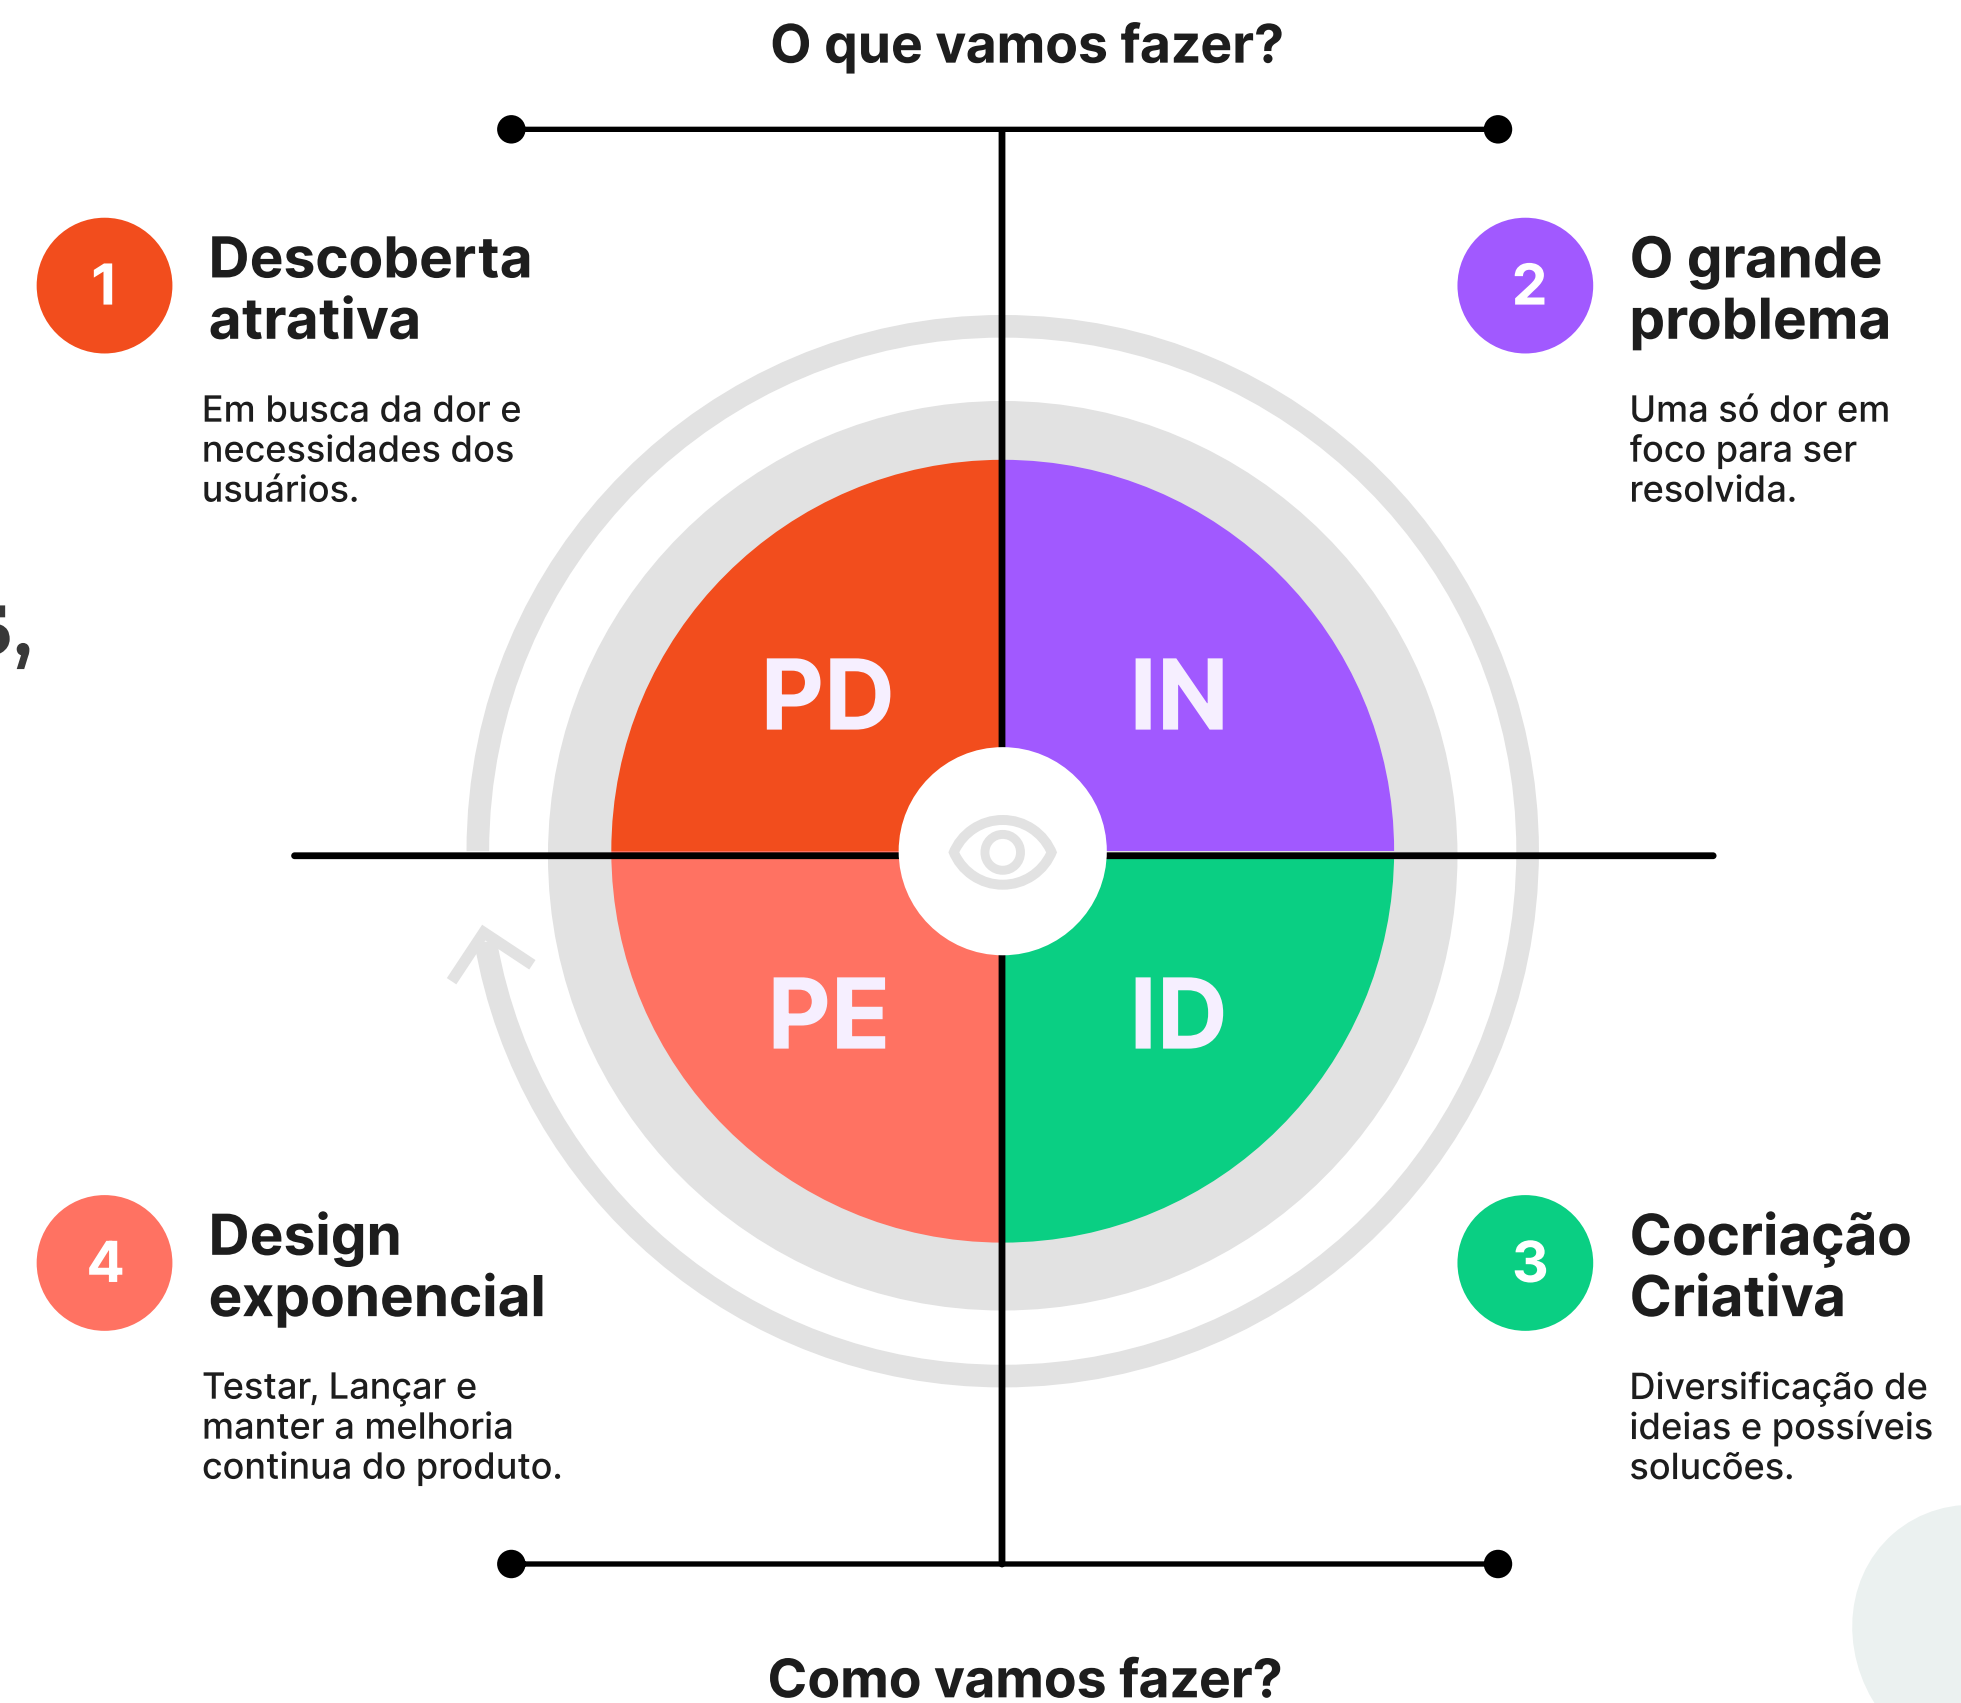 O que vamos fazer?
1
Descoberta
atrativa
Em busca da dor e
necessidades dos
usuários.
2
O grande
problema
Uma só dor em
foco para ser
resolvida.
PD
IN
PE
ID
4
Design
exponencial
Testar, Lançar e
manter a melhoria
continua do produto.
3
Cocriação
Criativa
Diversificação de
ideias e possíveis
solucões.
Como vamos fazer?